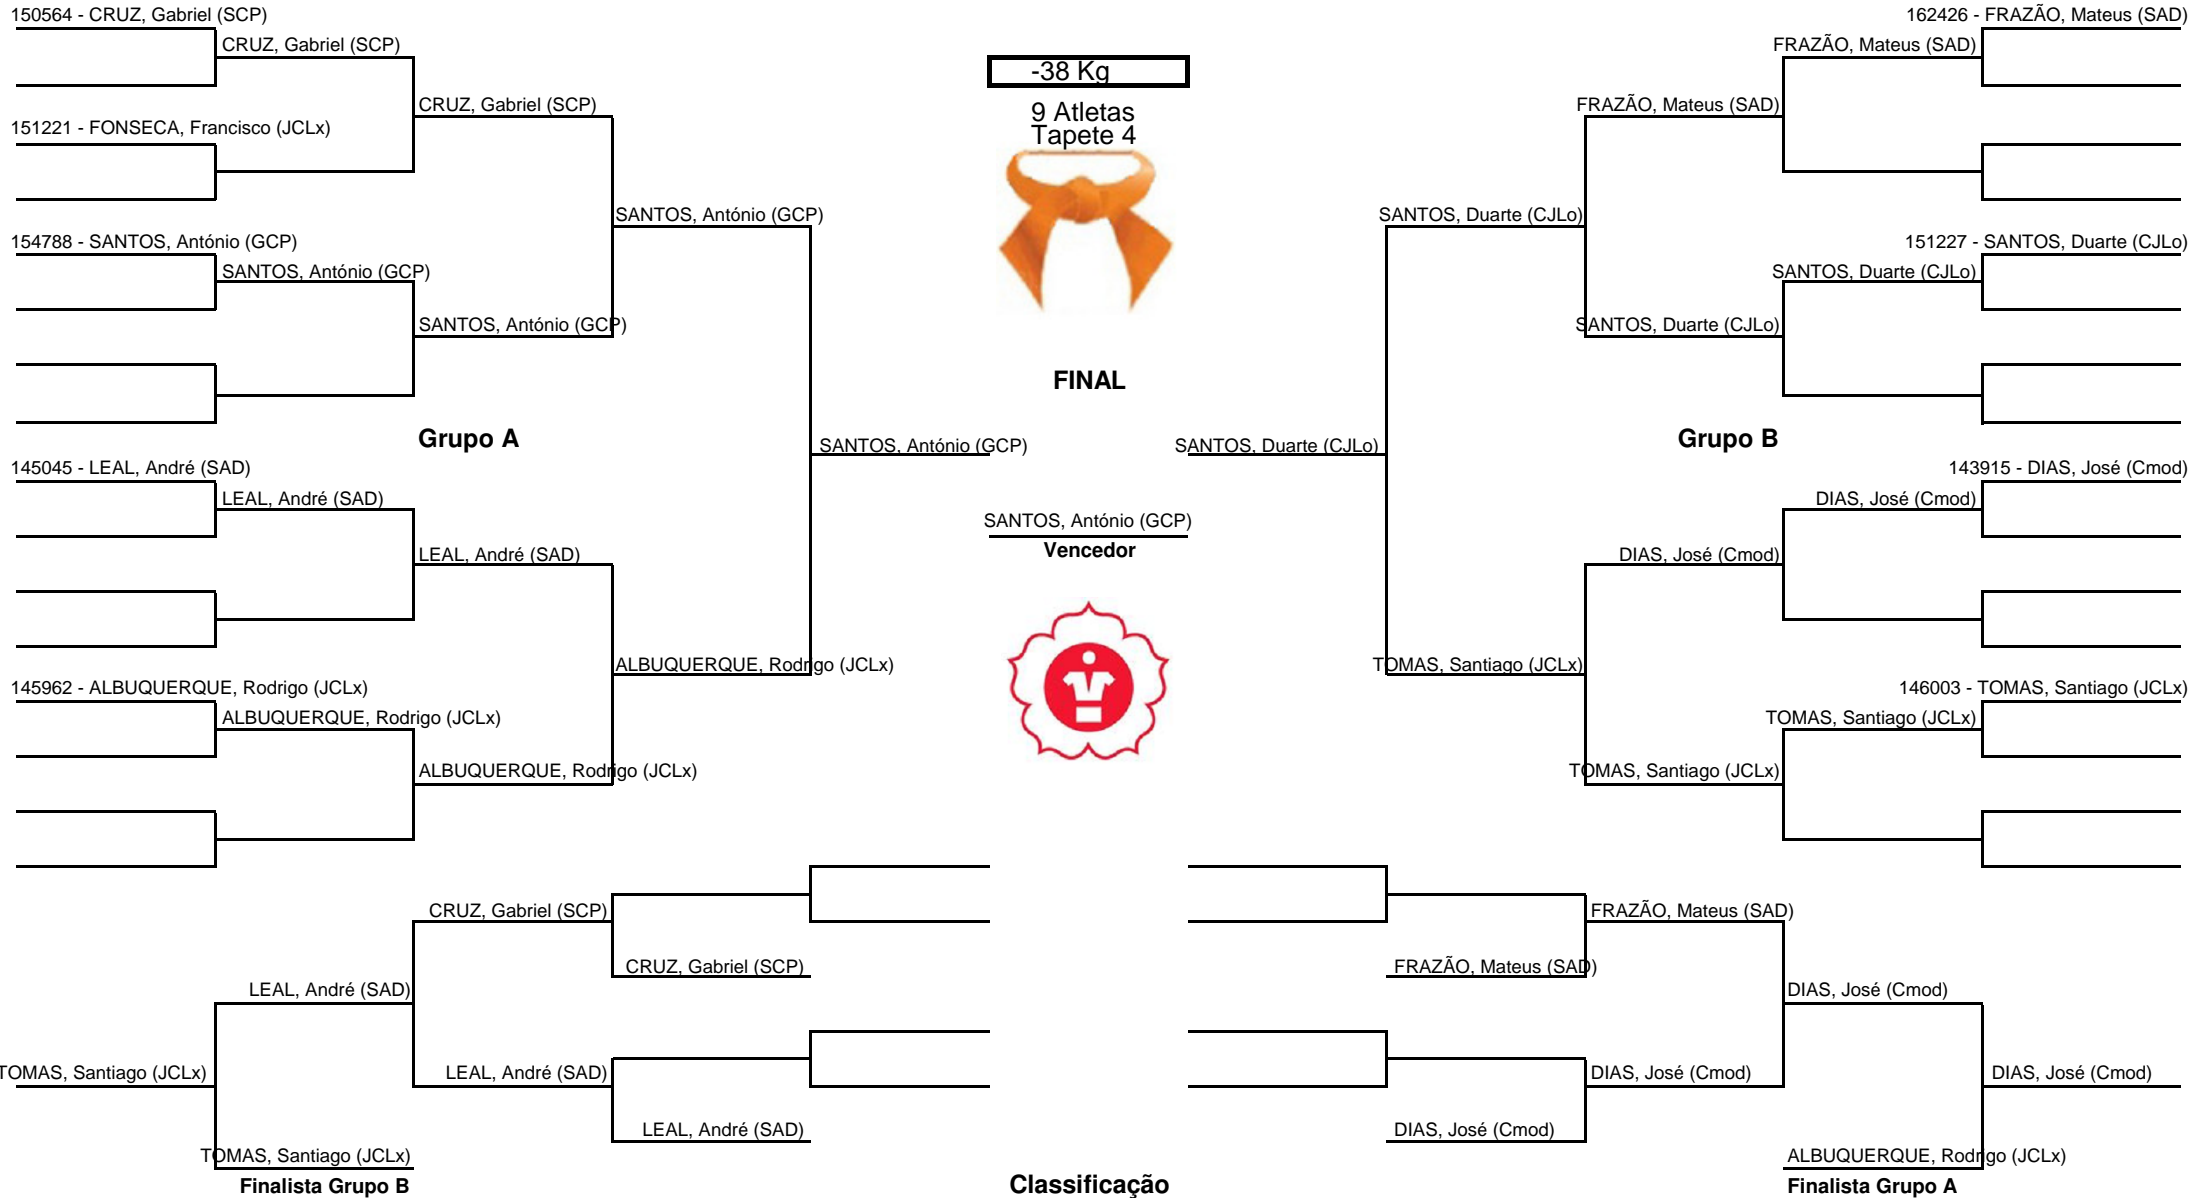 150564 - CRUZ, Gabriel (SCP)
CRUZ, Gabriel (SCP)
CRUZ, Gabriel (SCP)
151221 - FONSECA, Francisco (JCLx)
SANTOS, António (GCP)
154788 - SANTOS, António (GCP)
SANTOS, António (GCP)
SANTOS, António (GCP)
Grupo A
SANTOS, António (GCP)
145045 - LEAL, André (SAD)
LEAL, André (SAD)
LEAL, André (SAD)
ALBUQUERQUE, Rodrigo (JCLx)
145962 - ALBUQUERQUE, Rodrigo (JCLx)
ALBUQUERQUE, Rodrigo (JCLx)
ALBUQUERQUE, Rodrigo (JCLx)
-38 Kg
9 Atletas
Tapete 4
FINAL
SANTOS, António (GCP)
Vencedor
162426 - FRAZÃO, Mateus (SAD)
FRAZÃO, Mateus (SAD)
FRAZÃO, Mateus (SAD)
SANTOS, Duarte (CJLo)
151227 - SANTOS, Duarte (CJLo)
SANTOS, Duarte (CJLo)
SANTOS, Duarte (CJLo)
Grupo B
SANTOS, Duarte (CJLo)
143915 - DIAS, José (Cmod)
DIAS, José (Cmod)
DIAS, José (Cmod)
TOMAS, Santiago (JCLx)
146003 - TOMAS, Santiago (JCLx)
TOMAS, Santiago (JCLx)
TOMAS, Santiago (JCLx)
CRUZ, Gabriel (SCP)
CRUZ, Gabriel (SCP)
LEAL, André (SAD)
TOMAS, Santiago (JCLx)
LEAL, André (SAD)
LEAL, André (SAD)
TOMAS, Santiago (JCLx)
Finalista Grupo B
Classificação
FRAZÃO, Mateus (SAD)
FRAZÃO, Mateus (SAD)
DIAS, José (Cmod)
DIAS, José (Cmod)
DIAS, José (Cmod)
DIAS, José (Cmod)
ALBUQUERQUE, Rodrigo (JCLx)
Finalista Grupo A